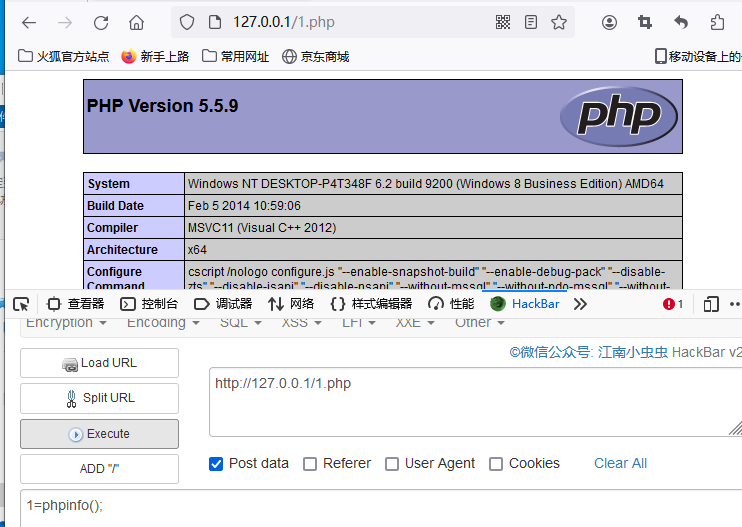 127.0.0.1/1.php
火狐官方站点 新手上路 常用网址 京东商城 移动设备上的
PHP Version 5.5.9
php
System Windows NT DESKTOP-P4T348F 6.2 build 9200 (Windows 8 Business Edition) AMD64
Build Date Feb 5 2014 10:59:06
Compiler MSVC11 (Visual C++ 2012)
Architecture x64
Configure cscript /nologo configure.js "--enable-snapshot-build" "--enable-debug-pack" "--disable-
Command zts" "--disable-isapi" "--disable-nsapi" "--without-mssql" "--without-pdo-mssql" "--without-
查看器 控制台 调试器 网络 样式编辑器 性能 HackBar 1
Encryption Encoding SQL XSS LFI XXE Other
©微信公众号: 江南小虫虫 HackBar v2
Load URL
http://127.0.0.1/1.php
Split URL
Execute
Post data Referer User Agent Cookies Clear All
ADD "/"
1=phpinfo();